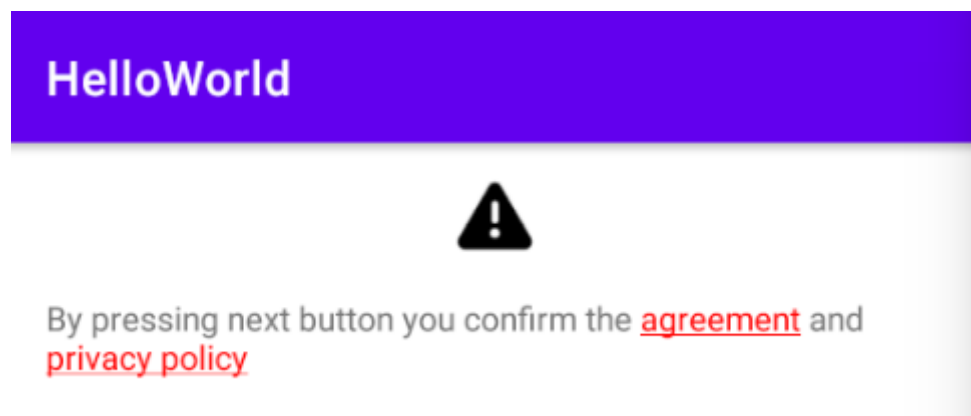 HelloWorld
By pressing next button you confirm the agreement and
privacy policy